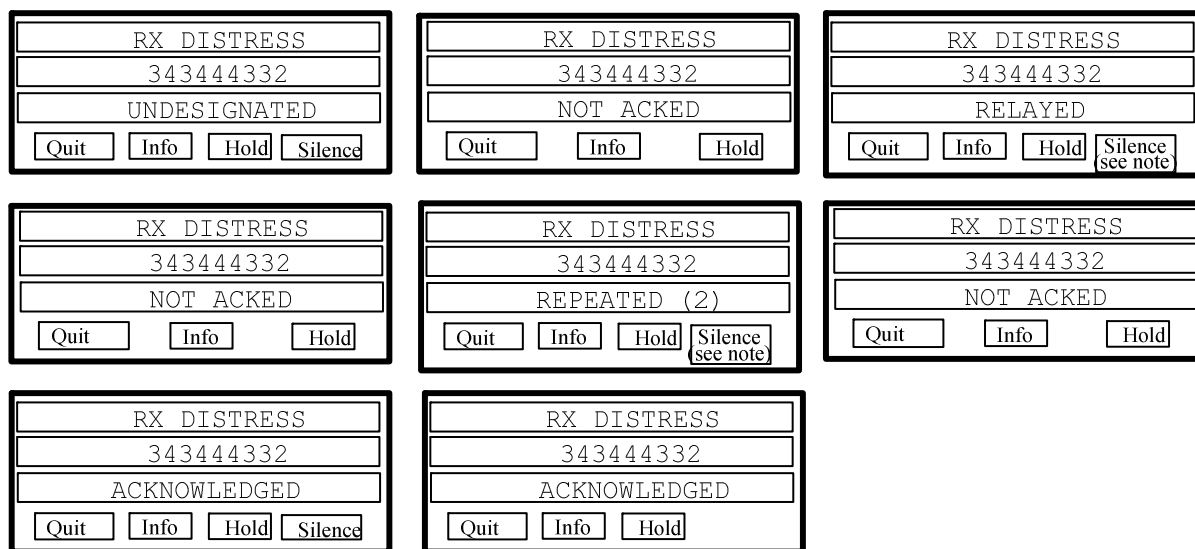 RX DISTRESS
343444332
UNDESIGNATED
Quit Info Hold Silence
RX DISTRESS
343444332
NOT ACKED
Quit Info Hold
RX DISTRESS
343444332
RELAYED
Quit Info Hold Silence
(see note)
RX DISTRESS
343444332
NOT ACKED
Quit Info Hold
RX DISTRESS
343444332
REPEATED (2)
Quit Info Hold Silence
(see note)
RX DISTRESS
343444332
NOT ACKED
Quit Info Hold
RX DISTRESS
343444332
ACKNOWLEDGED
Quit Info Hold Silence
RX DISTRESS
343444332
ACKNOWLEDGED
Quit Info Hold